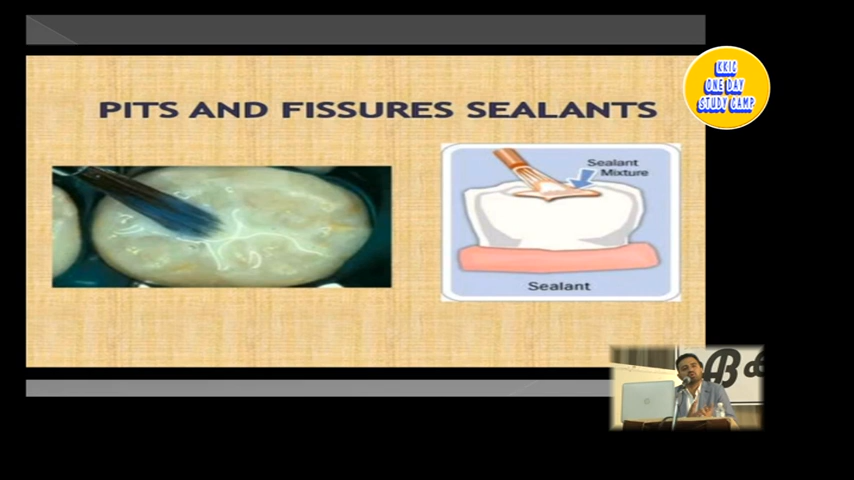 PITS AND FISSURES SEALANTS
KKIC
ONE DAY
STUDY CAMP
Sealant
Mixture
Sealant